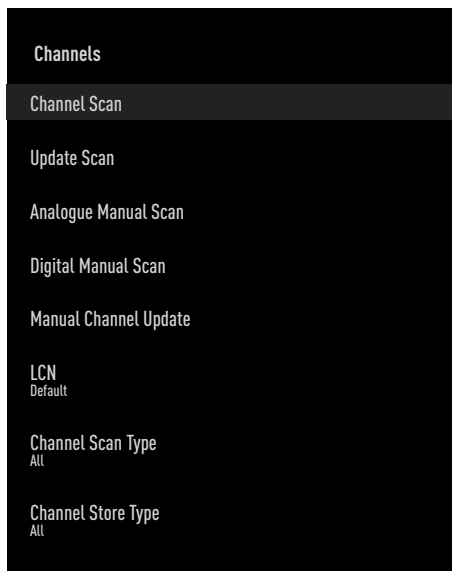 Channels
Channel Scan
Update Scan
Analogue Manual Scan
Digital Manual Scan
Manual Channel Update
LCN
Default
Channel Scan Type
All
Channel Store Type
All